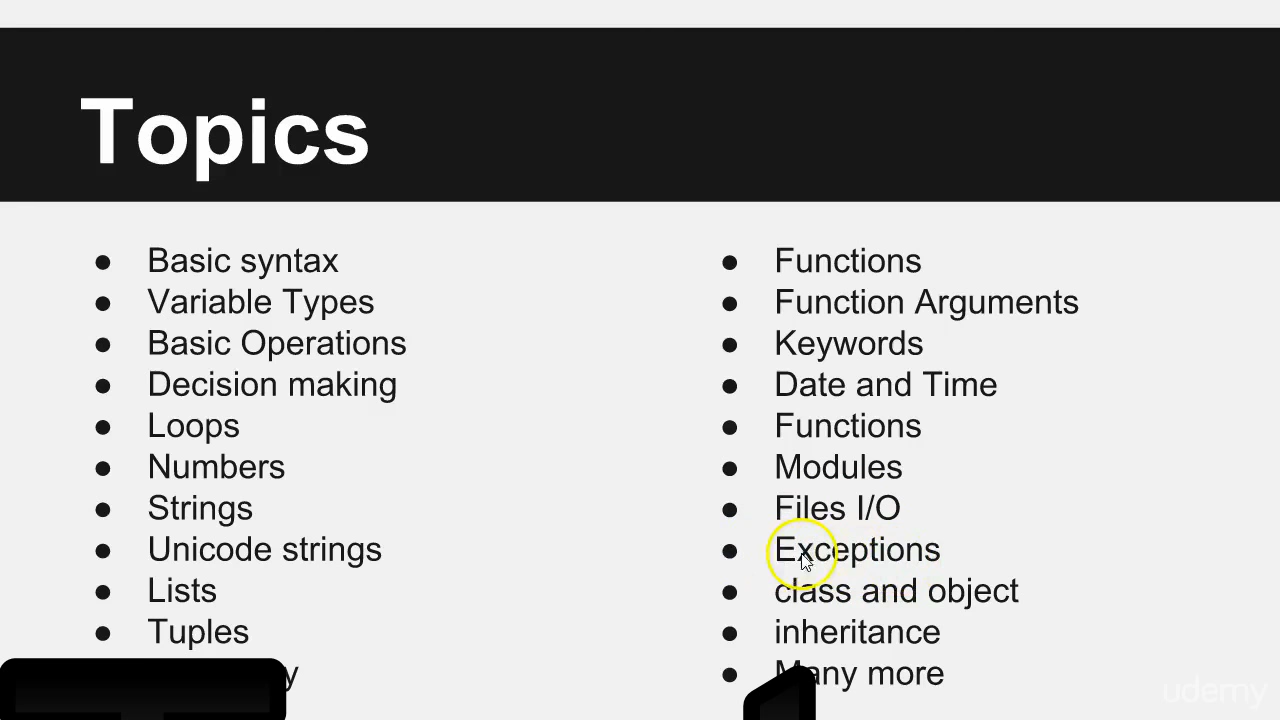 Topics
Basic syntax
Variable Types
Basic Operations
Decision making
Loops
Numbers
Strings
Unicode strings
Lists
Tuples
Functions
Function Arguments
Keywords
Date and Time
Functions
Modules
Files I/O
Exceptions
class and object
inheritance
Many more
udemy